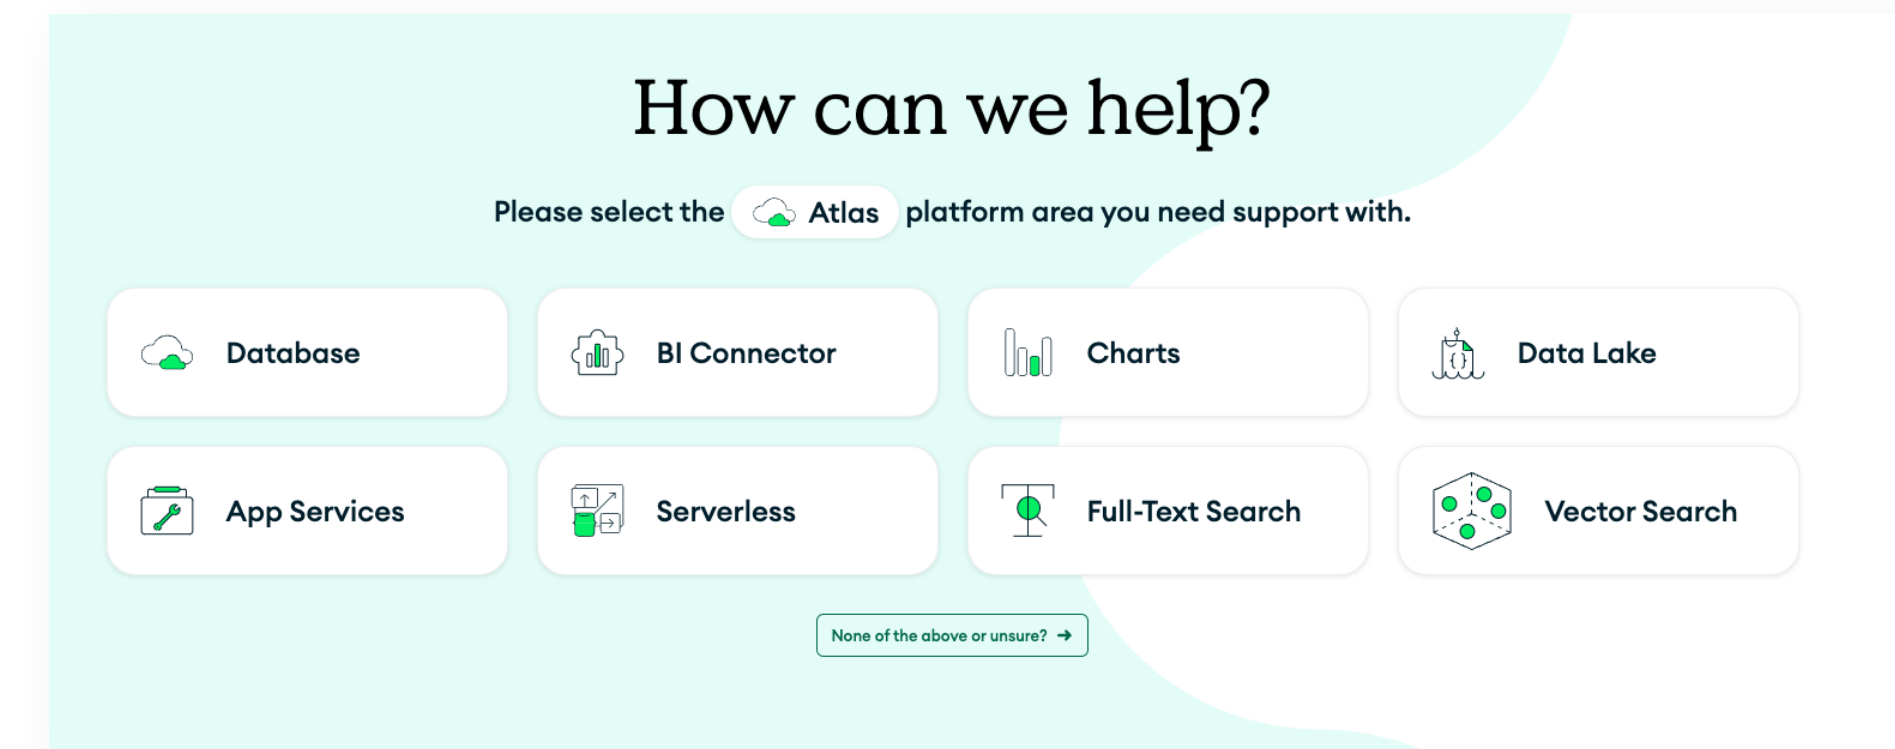 How can we help?
Please select the Atlas platform area you need support with.
Database
BI Connector
Charts
Data Lake
App Services
Serverless
Full-Text Search
Vector Search
None of the above or unsure? →